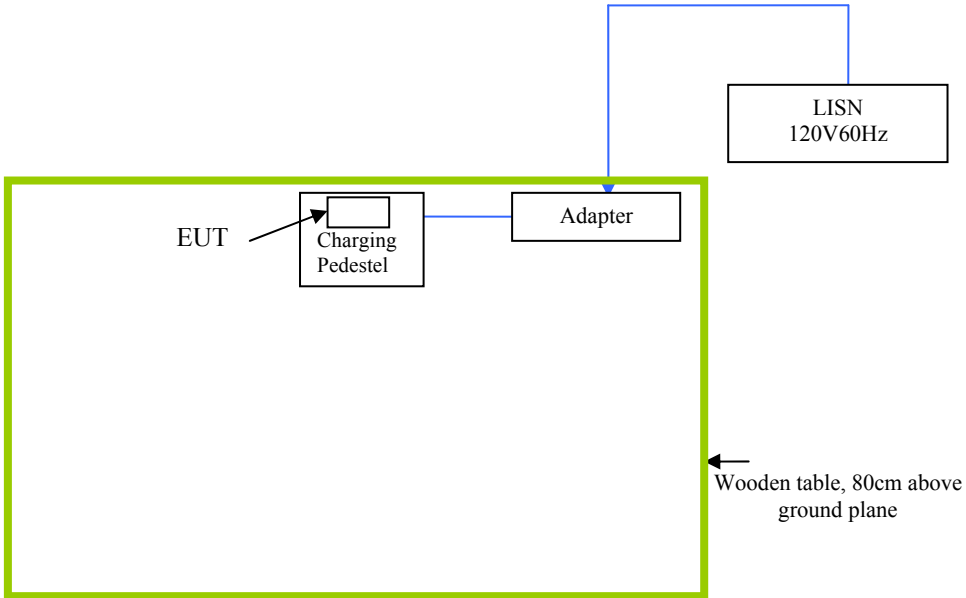 LISN
120V60Hz
Adapter
EUT
Charging
Pedestel
Wooden table, 80cm above
ground plane